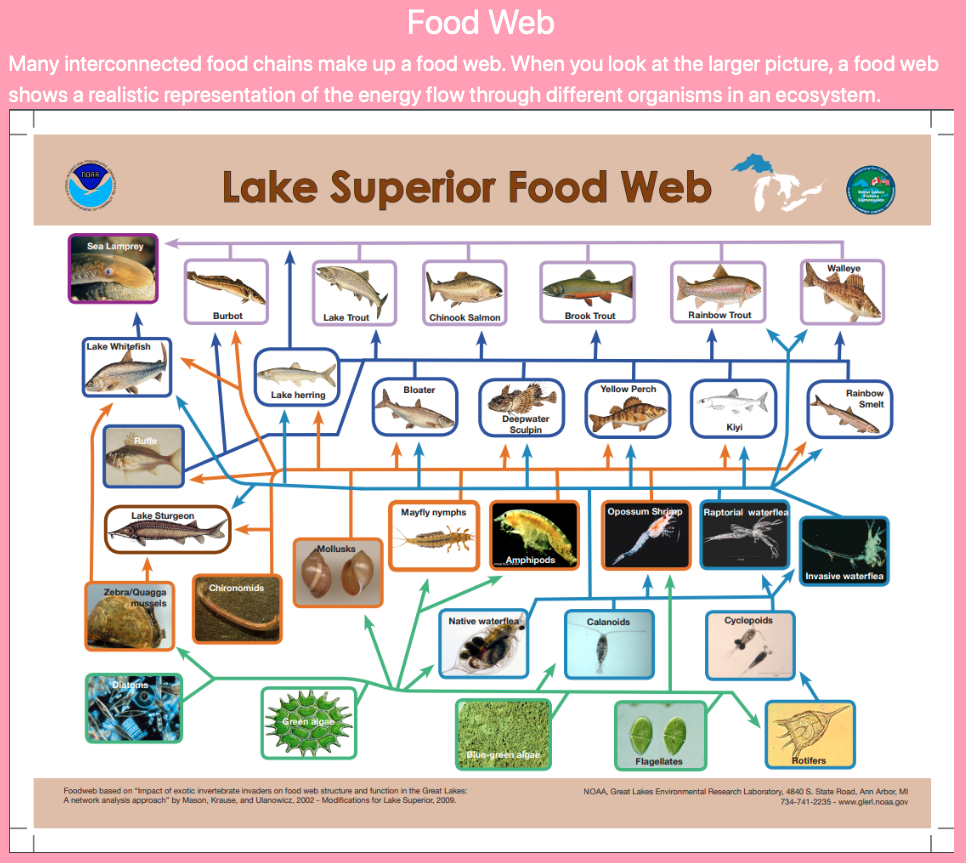 Food Web
Many interconnected food chains make up a food web. When you look at the larger picture, a food web
shows a realistic representation of the energy flow through different organisms in an ecosystem.
NOAA
Lake Superior Food Web
Great Lakes
Fishery
Commission
Sea Lamprey
Burbot
Lake Trout
Chinook Salmon
Brook Trout
Rainbow Trout
Walleye
Lake Whitefish
Lake herring
Bloater
Deepwater
Sculpin
Yellow Perch
Kiyi
Rainbow
Smelt
Ruffe
Lake Sturgeon
Mollusks
Mayfly nymphs
Amphipods
Opossum Shrimp
Raptorial waterflea
Invasive waterflea
Zebra/Quagga
mussels
Chironomids
Native waterflea
Calanoids
Cyclopoids
Diatoms
Green algae
Blue-green algae
Flagellates
Rotifers
Foodweb based on “Impact of exotic invertebrate invaders on food web structure and function in the Great Lakes:
A network analysis approach” by Mason, Krause, and Ulanowicz, 2002 - Modifications for Lake Superior, 2009.
NOAA, Great Lakes Environmental Research Laboratory, 4840 S. State Road, Ann Arbor, MI
734-741-2235 - www.glerl.noaa.gov